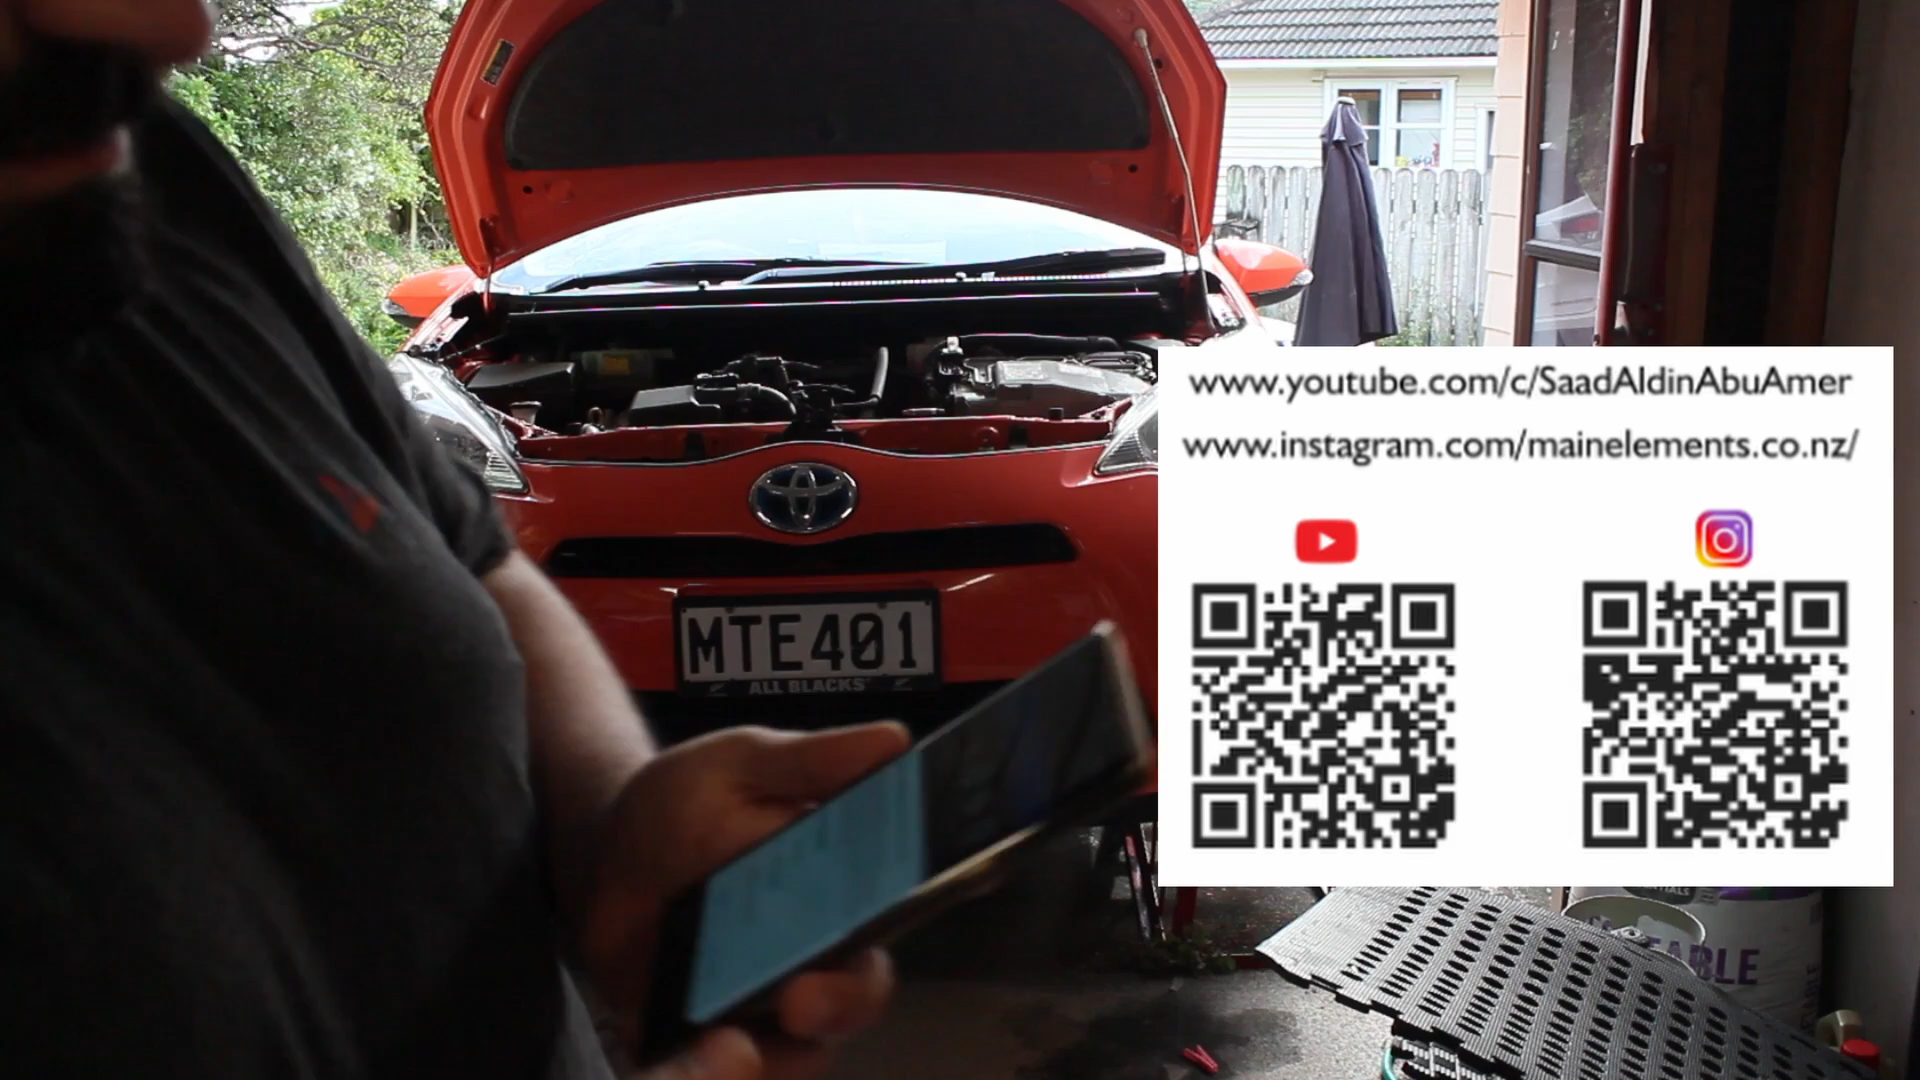 www.youtube.com/c/SaadAldinAbuAmer
www.instagram.com/mainelements.co.nz/
MTE401
ALL BLACKS